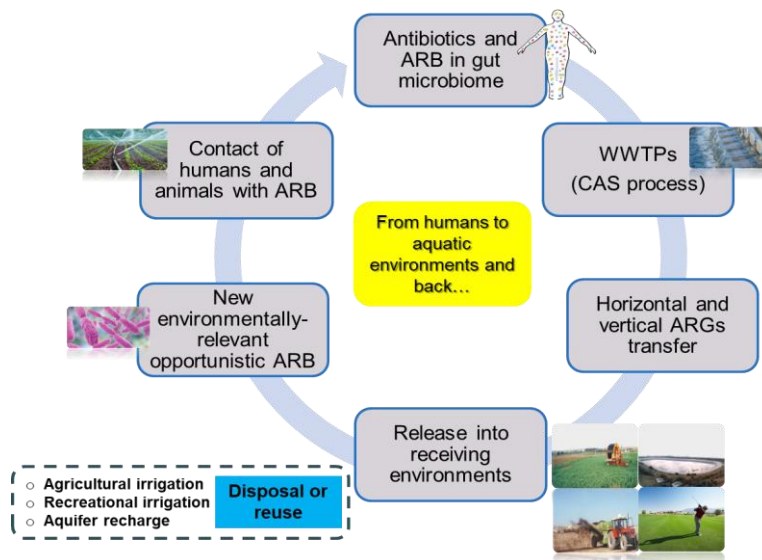 Antibiotics and
ARB in gut
microbiome
WWTPs
(CAS process)
Horizontal and
vertical ARGs
transfer
Release into
receiving
environments
New
environmentally-
relevant
opportunistic ARB
Contact of
humans and
animals with ARB
From humans to
aquatic
environments and
back…
Agricultural irrigation
Recreational irrigation
Aquifer recharge
Disposal or
reuse